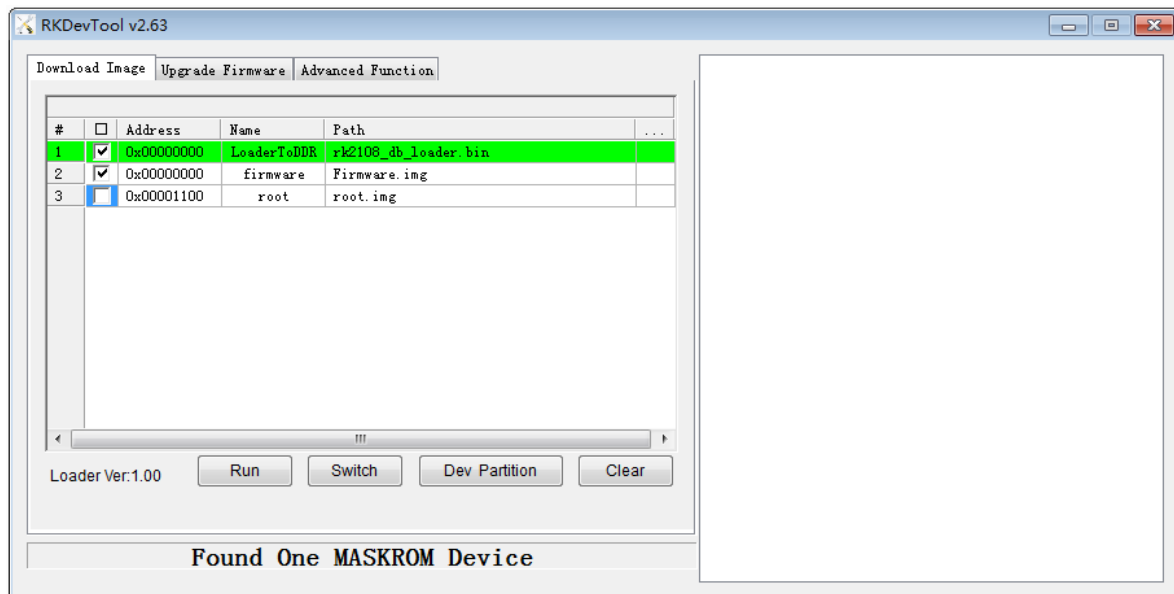 RKDevTool v2.63
Download Image Upgrade Firmware Advanced Function
# Address Name Path ...
1 0x00000000 LoaderToDDR rk2108_db_loader.bin
2 0x00000000 firmware Firmware.img
3 0x00001100 root root.img
Loader Ver:1.00 Run Switch Dev Partition Clear
Found One MASKROM Device